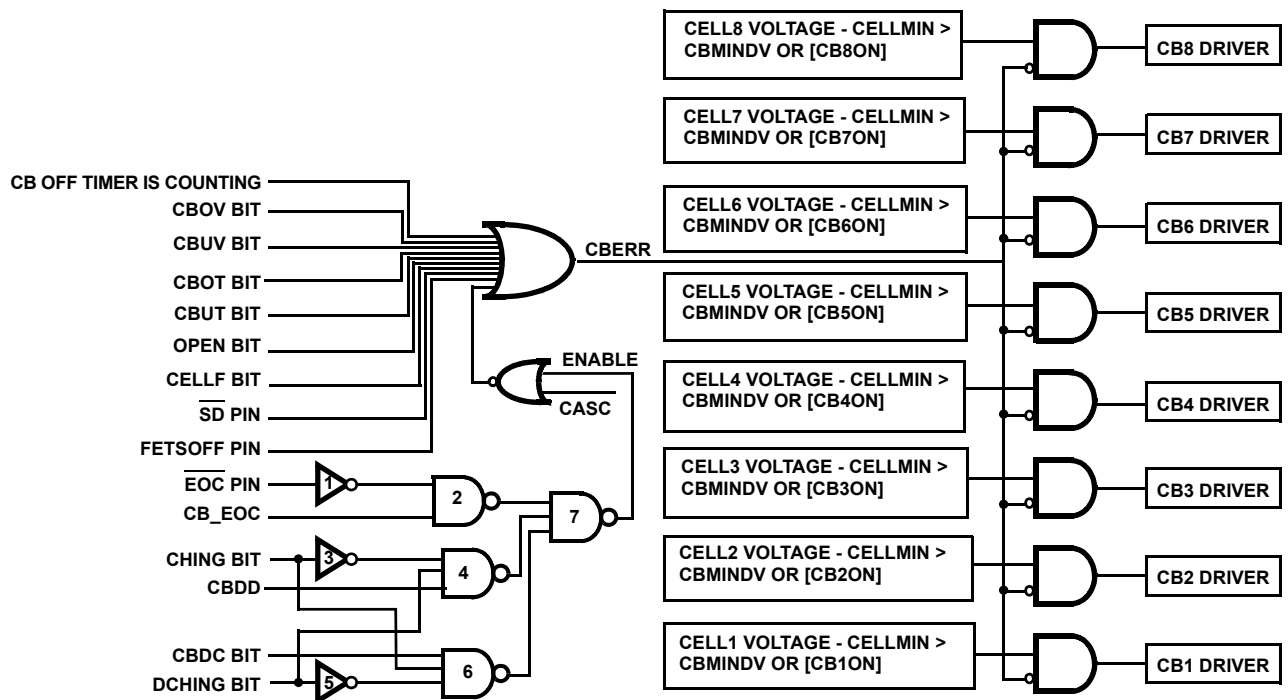 CELL8 VOLTAGE - CELLMIN >
CBMINDV OR [CB8ON]
CB8 DRIVER
CELL7 VOLTAGE - CELLMIN >
CBMINDV OR [CB7ON]
CB7 DRIVER
CELL6 VOLTAGE - CELLMIN >
CBMINDV OR [CB6ON]
CB6 DRIVER
CELL5 VOLTAGE - CELLMIN >
CBMINDV OR [CB5ON]
CB5 DRIVER
CELL4 VOLTAGE - CELLMIN >
CBMINDV OR [CB4ON]
CB4 DRIVER
CELL3 VOLTAGE - CELLMIN >
CBMINDV OR [CB3ON]
CB3 DRIVER
CELL2 VOLTAGE - CELLMIN >
CBMINDV OR [CB2ON]
CB2 DRIVER
CELL1 VOLTAGE - CELLMIN >
CBMINDV OR [CB1ON]
CB1 DRIVER
CB OFF TIMER IS COUNTING
CBOV BIT
CBUV BIT
CBOT BIT
CBUT BIT
OPEN BIT
CELLF BIT
SD PIN
FETSOFF PIN
EOC PIN
CB_EOC
CHING BIT
CBDD
CBDC BIT
DCHING BIT
CBERR
ENABLE
CASC
1
2
3
4
5
6
7